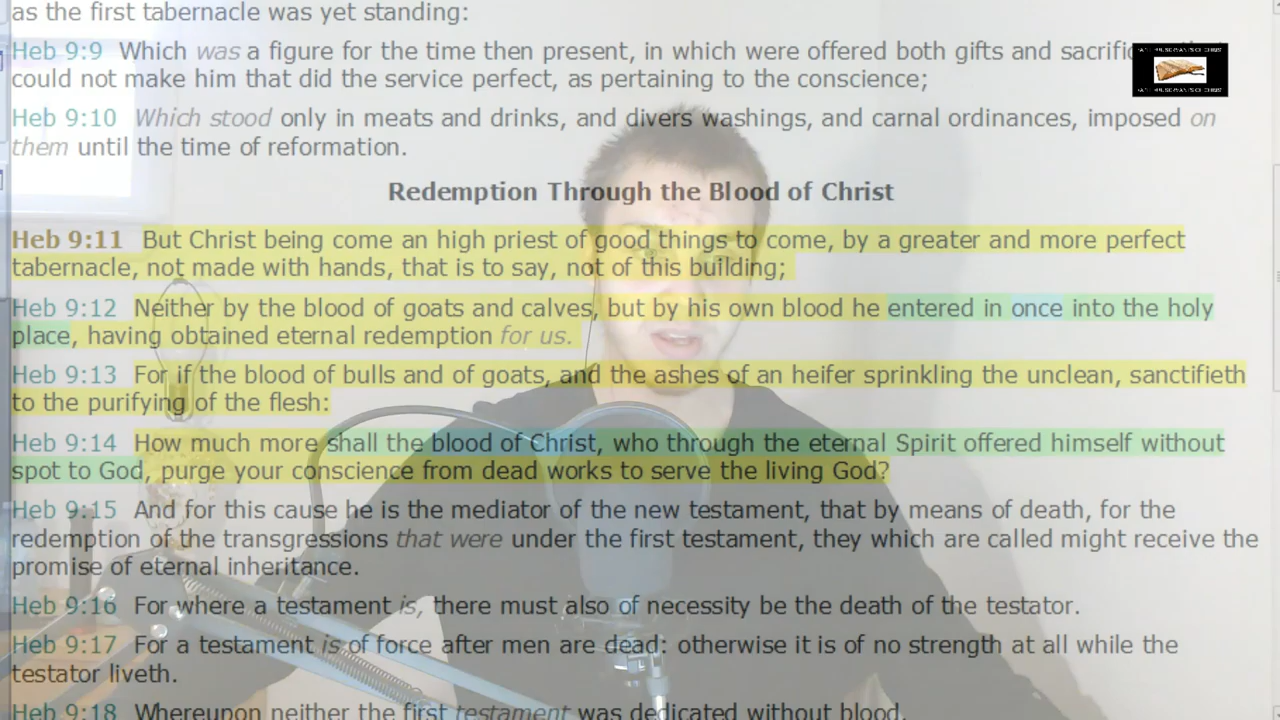 as the first tabernacle was yet standing:
Heb 9:9 Which was a figure for the time then present, in which were offered both gifts and
could not make him that did the service perfect, as pertaining to the conscience;
Heb 9:10 Which stood only in meats and drinks, and divers washings, and carnal ordinances, imposed on
them until the time of reformation.
Redemption Through the Blood of Christ
Heb 9:11 But Christ being come an high priest of good things to come, by a greater and more perfect
tabernacle, not made with hands, that is to say, not of this building;
Heb 9:12 Neither by the blood of goats and calves, but by his own blood he entered in once into the holy
place, having obtained eternal redemption for us.
Heb 9:13 For if the blood of bulls and of goats, and the ashes of an heifer sprinkling the unclean, sanctifieth
to the purifying of the flesh:
Heb 9:14 How much more shall the blood of Christ, who through the eternal Spirit offered himself without
spot to God, purge your conscience from dead works to serve the living God?
Heb 9:15 And for this cause he is the mediator of the new testament, that by means of death, for the
redemption of the transgressions that were under the first testament, they which are called might receive the
promise of eternal inheritance.
Heb 9:16 For where a testament is, there must also of necessity be the death of the testator.
Heb 9:17 For a testament is of force after men are dead: otherwise it is of no strength at all while the
testator liveth.
Heb 9:18 Whereupon neither the first testament was dedicated without blood.